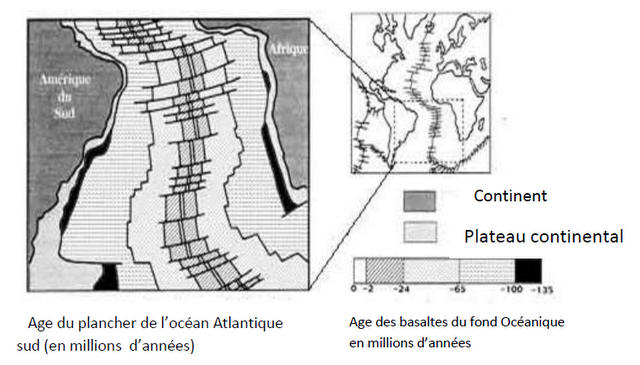 Amérique
du
Sud
Afrique
Continent
Plateau continental
0 -2 -24 -65 -100 -135
Age du plancher de l'océan Atlantique
sud (en millions d'années)
Age des basaltes du fond Océanique
en millions d'années